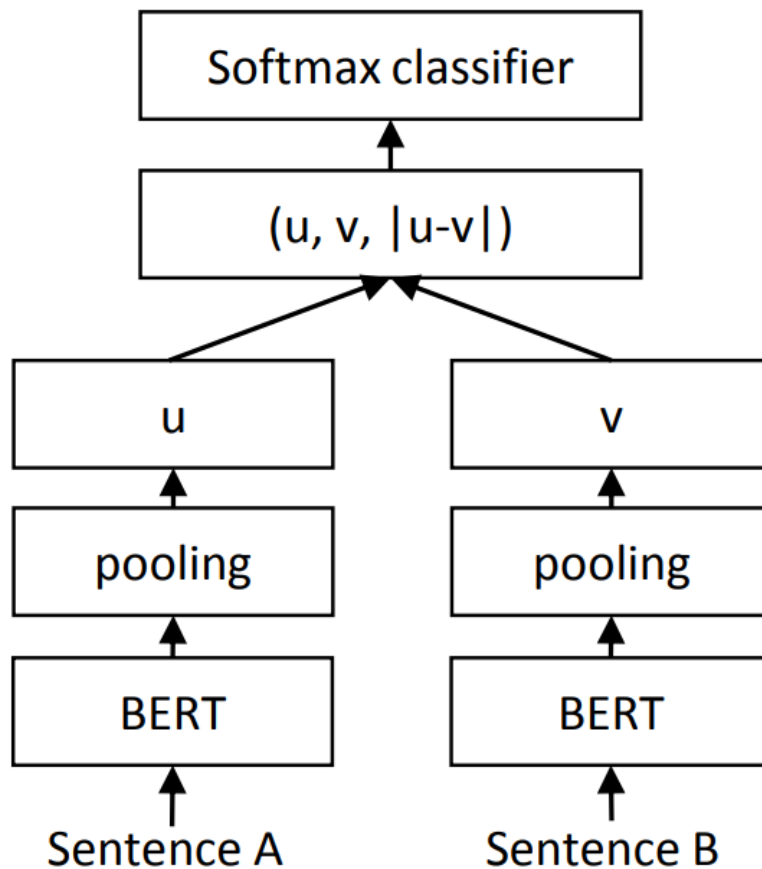 Softmax classifier
(u, v, |u-v|)
u
v
pooling
pooling
BERT
BERT
Sentence A
Sentence B